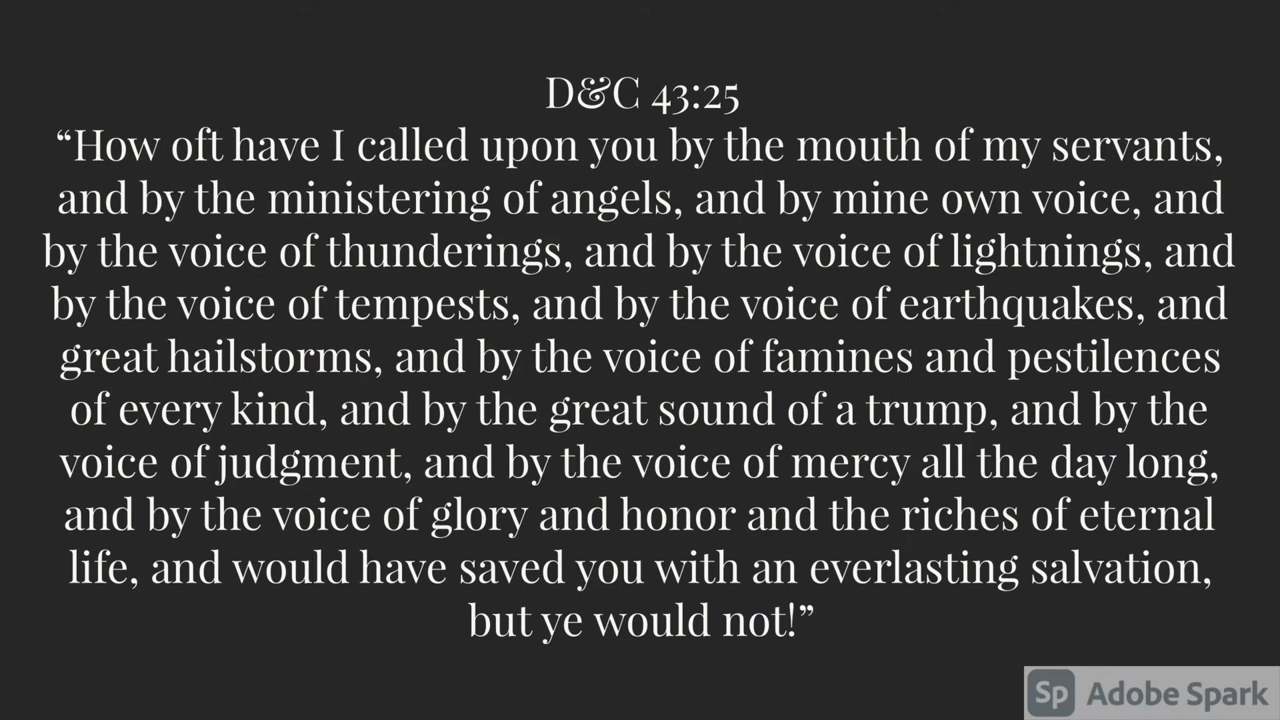 D&C 43:25
“How oft have I called upon you by the mouth of my servants,
and by the ministering of angels, and by mine own voice, and
by the voice of thunderings, and by the voice of lightnings, and
by the voice of tempests, and by the voice of earthquakes, and
great hailstorms, and by the voice of famines and pestilences
of every kind, and by the great sound of a trump, and by the
voice of judgment, and by the voice of mercy all the day long,
and by the voice of glory and honor and the riches of eternal
life, and would have saved you with an everlasting salvation,
but ye would not!”
Sp Adobe Spark